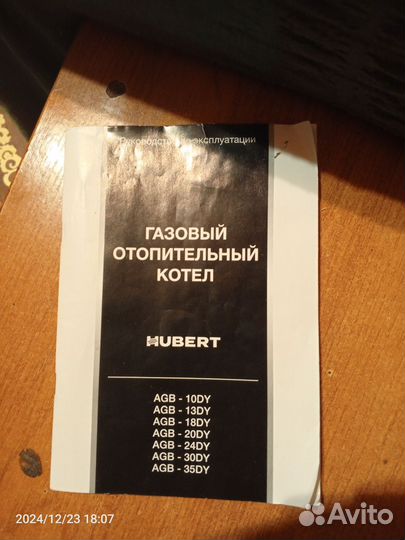 Руководство по эксплуатации
ГАЗОВЫЙ
ОТОПИТЕЛЬНЫЙ
КОТЕЛ
HUBERT
AGB - 10DY
AGB - 13DY
AGB - 18DY
AGB - 20DY
AGB - 24DY
AGB - 30DY
AGB - 35DY
2024/12/23 18:07
Avito